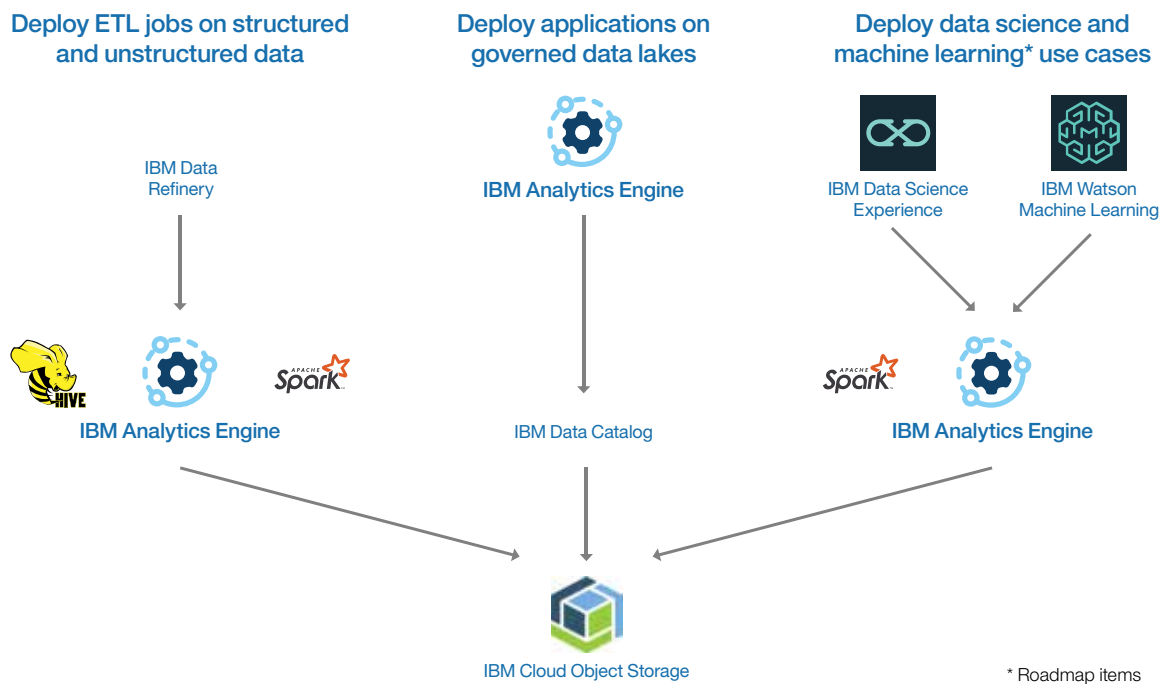 Deploy ETL jobs on structured
and unstructured data
Deploy applications on
governed data lakes
Deploy data science and
machine learning* use cases
IBM Data
Refinery
IBM Analytics Engine
IBM Data Science
Experience
IBM Watson
Machine Learning
HIVE
APACHE
Spark
IBM Analytics Engine
IBM Data Catalog
APACHE
Spark
IBM Analytics Engine
IBM Cloud Object Storage
* Roadmap items